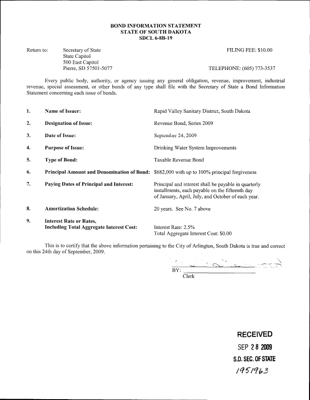 BOND INFORMATION STATEMENT
STATE OF SOUTH DAKOTA
SDCL 6-8B-19
Return to: Secretary of State FILING FEE: $10.00
State Capitol
500 East Capitol
Pierre, SD 57501-5077 TELEPHONE: (605) 773-3537
Every public body, authority, or agency issuing any general obligation, revenue, improvement, industrial
revenue, special assessment, or other bonds of any type shall file with the Secretary of State a Bond Information
Statement concerning each issue of bonds.
1. Name of Issuer: Rapid Valley Sanitary District, South Dakota
2. Designation of Issue: Revenue Bond, Series 2009
3. Date of Issue: September 24, 2009
4. Purpose of Issue: Drinking Water System Improvements
5. Type of Bond: Taxable Revenue Bond
6. Principal Amount and Denomination of Bond: $682,000 with up to 100% principal forgiveness
7. Paying Dates of Principal and Interest: Principal and interest shall be payable in quarterly
installments, each payable on the fifteenth day
of January, April, July, and October of each year.
8. Amortization Schedule: 20 years. See No. 7 above
9. Interest Rate or Rates,
Including Total Aggregate Interest Cost: Interest Rate: 2.5%
Total Aggregate Interest Cost: $0.00
This is to certify that the above information pertaining to the City of Arlington, South Dakota is true and correct
on this 24th day of September, 2009.
BY:
Clerk
RECEIVED
SEP 28 2009
S.D. SEC. OF STATE
1951963